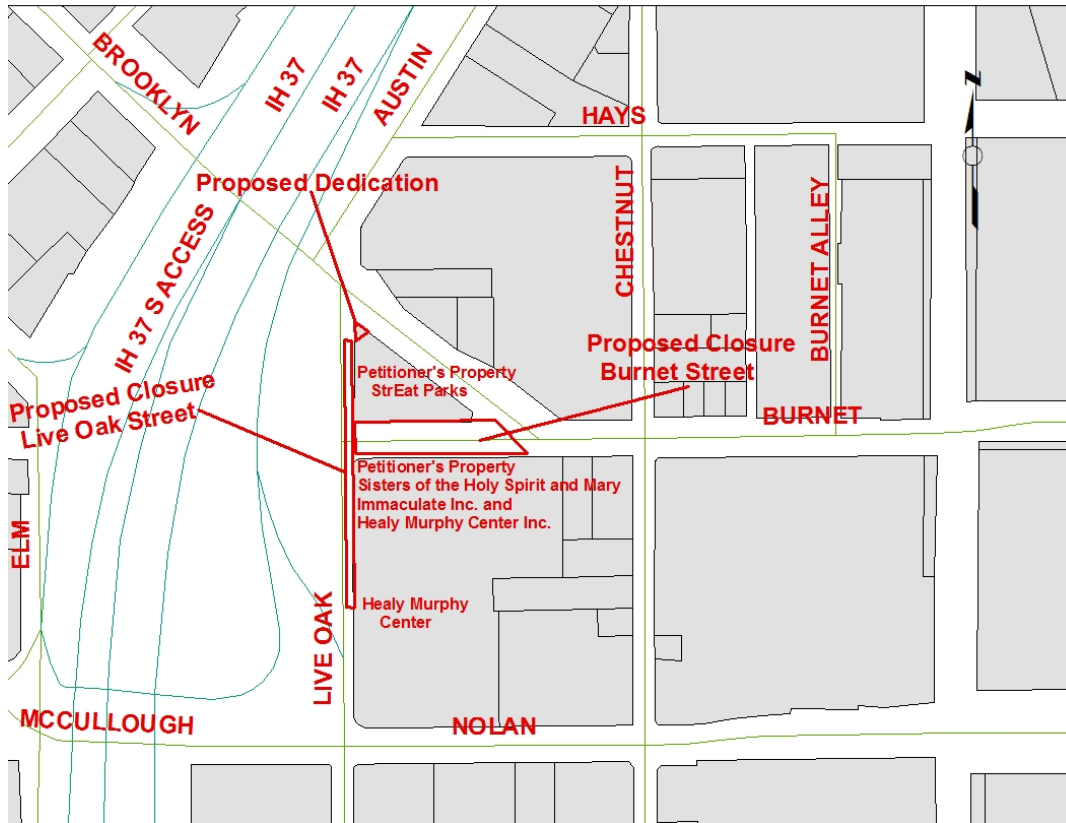 BROOKLYN
IH 37
IH 37
AUSTIN
HAYS
Proposed Dedication
CHESTNUT
BURNET ALLEY
IH 37 S ACCESS
Proposed Closure
Burnet Street
Petitioner's Property
StrEat Parks
Proposed Closure
Live Oak Street
BURNET
Petitioner's Property
Sisters of the Holy Spirit and Mary
Immaculate Inc. and
Healy Murphy Center Inc.
ELM
Healy Murphy
Center
LIVE OAK
MCCULLOUGH
NOLAN